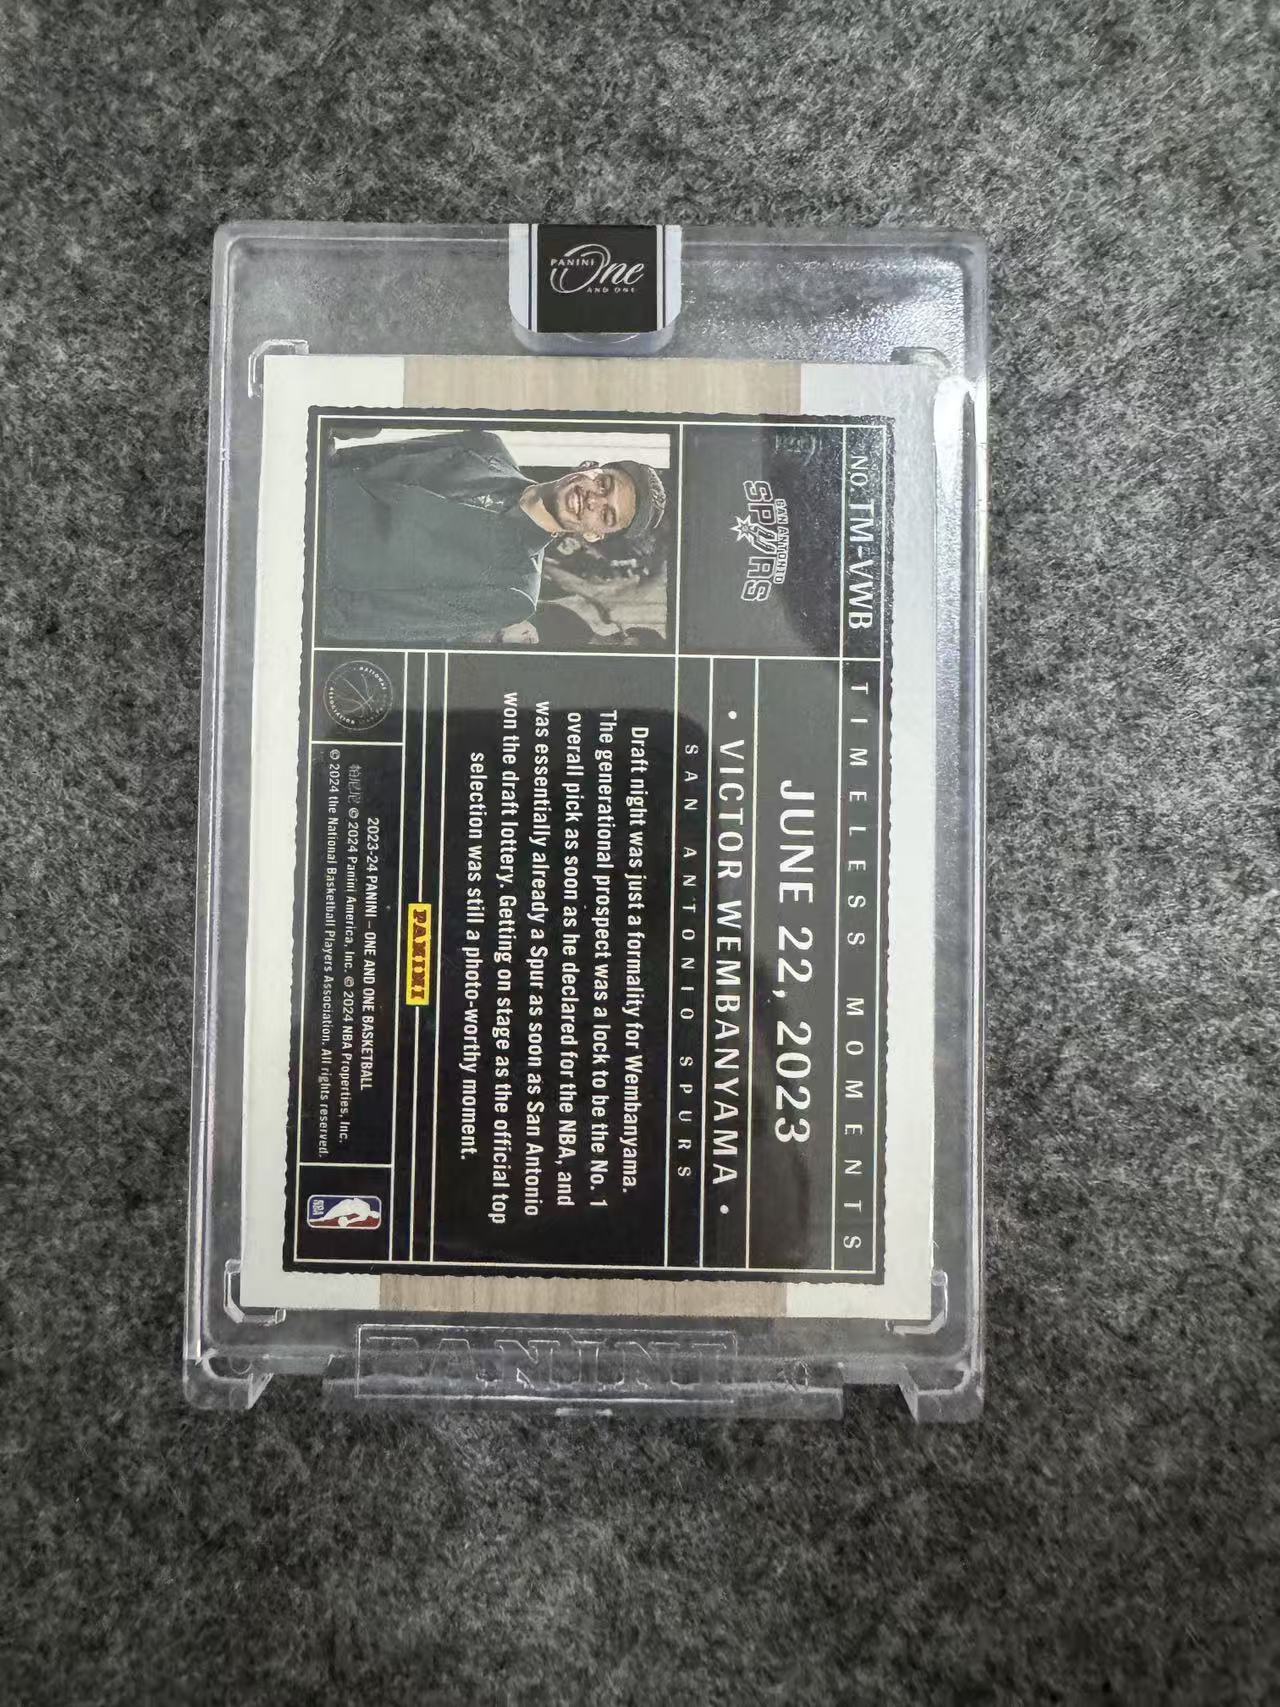 PANINI
One
AND ONE
No. TM-VWB
TIMELESS MOMENTS
SAN ANTONIO
SPURS
JUNE 22, 2023
• VICTOR WEMBANYAMA •
SAN ANTONIO SPURS
Draft night was just a formality for Wembanyama.
The generational prospect was a lock to be the No. 1
overall pick as soon as he declared for the NBA, and
was essentially already a Spur as soon as San Antonio
won the draft lottery. Getting on stage as the official top
selection was still a photo-worthy moment.
PANINI
2023-24 PANINI – ONE AND ONE BASKETBALL
帕尼尼 © 2024 Panini America, Inc. © 2024 NBA Properties, Inc.
© 2024 the National Basketball Players Association. All rights reserved.
NBA
PANINI